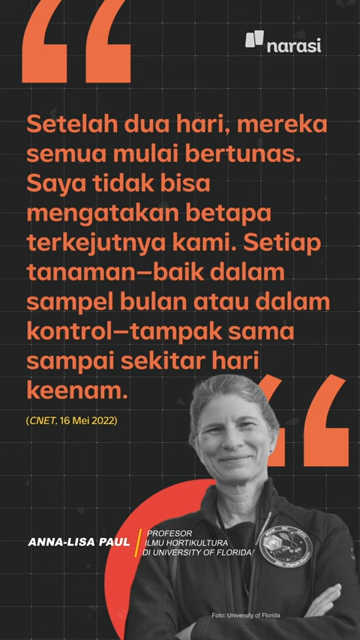 narasi
Setelah dua hari, mereka
semua mulai bertunas.
Saya tidak bisa
mengatakan betapa
terkejutnya kami. Setiap
tanaman—baik dalam
sampel bulan atau dalam
kontrol—tampak sama
sampai sekitar hari
keenam.
(CNET, 16 Mei 2022)
ANNA-LISA PAUL
PROFESOR
ILMU HORTIKULTURA
DI UNIVERSITY OF FLORIDA
Foto: University of Florida